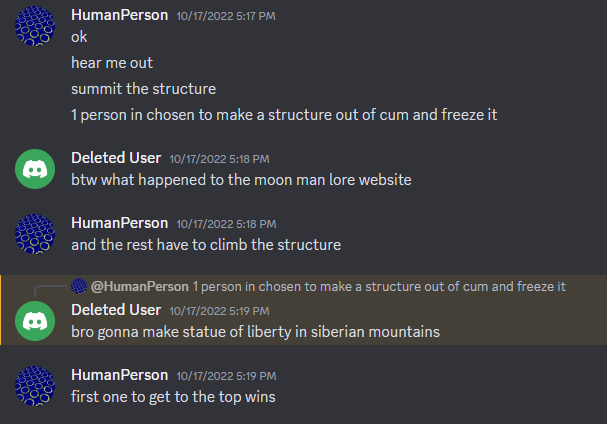 HumanPerson 10/17/2022 5:17 PM
ok
hear me out
summit the structure
1 person in chosen to make a structure out of cum and freeze it
Deleted User 10/17/2022 5:18 PM
btw what happened to the moon man lore website
HumanPerson 10/17/2022 5:18 PM
and the rest have to climb the structure
@HumanPerson 1 person in chosen to make a structure out of cum and freeze it
Deleted User 10/17/2022 5:19 PM
bro gonna make statue of liberty in siberian mountains
HumanPerson 10/17/2022 5:19 PM
first one to get to the top wins